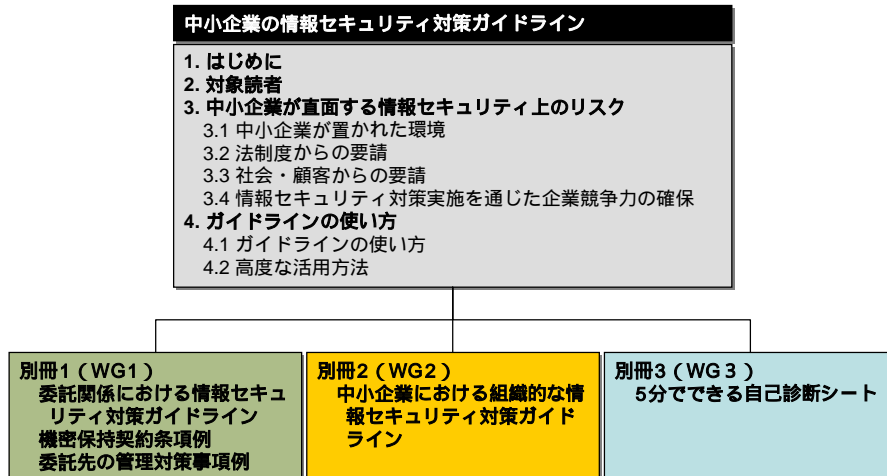 中小企業の情報セキュリティ対策ガイドライン
1. はじめに
2. 対象読者
3. 中小企業が直面する情報セキュリティ上のリスク
3.1 中小企業が置かれた環境
3.2 法制度からの要請
3.3 社会・顧客からの要請
3.4 情報セキュリティ対策実施を通じた企業競争力の確保
4. ガイドラインの使い方
4.1 ガイドラインの使い方
4.2 高度な活用方法
別冊1（WG1）
委託関係における情報セキュ
リティ対策ガイドライン
機密保持契約条項例
委託先の管理対策事項例
別冊2（WG2）
中小企業における組織的な情
報セキュリティ対策ガイド
ライン
別冊3（WG３）
5分でできる自己診断シート